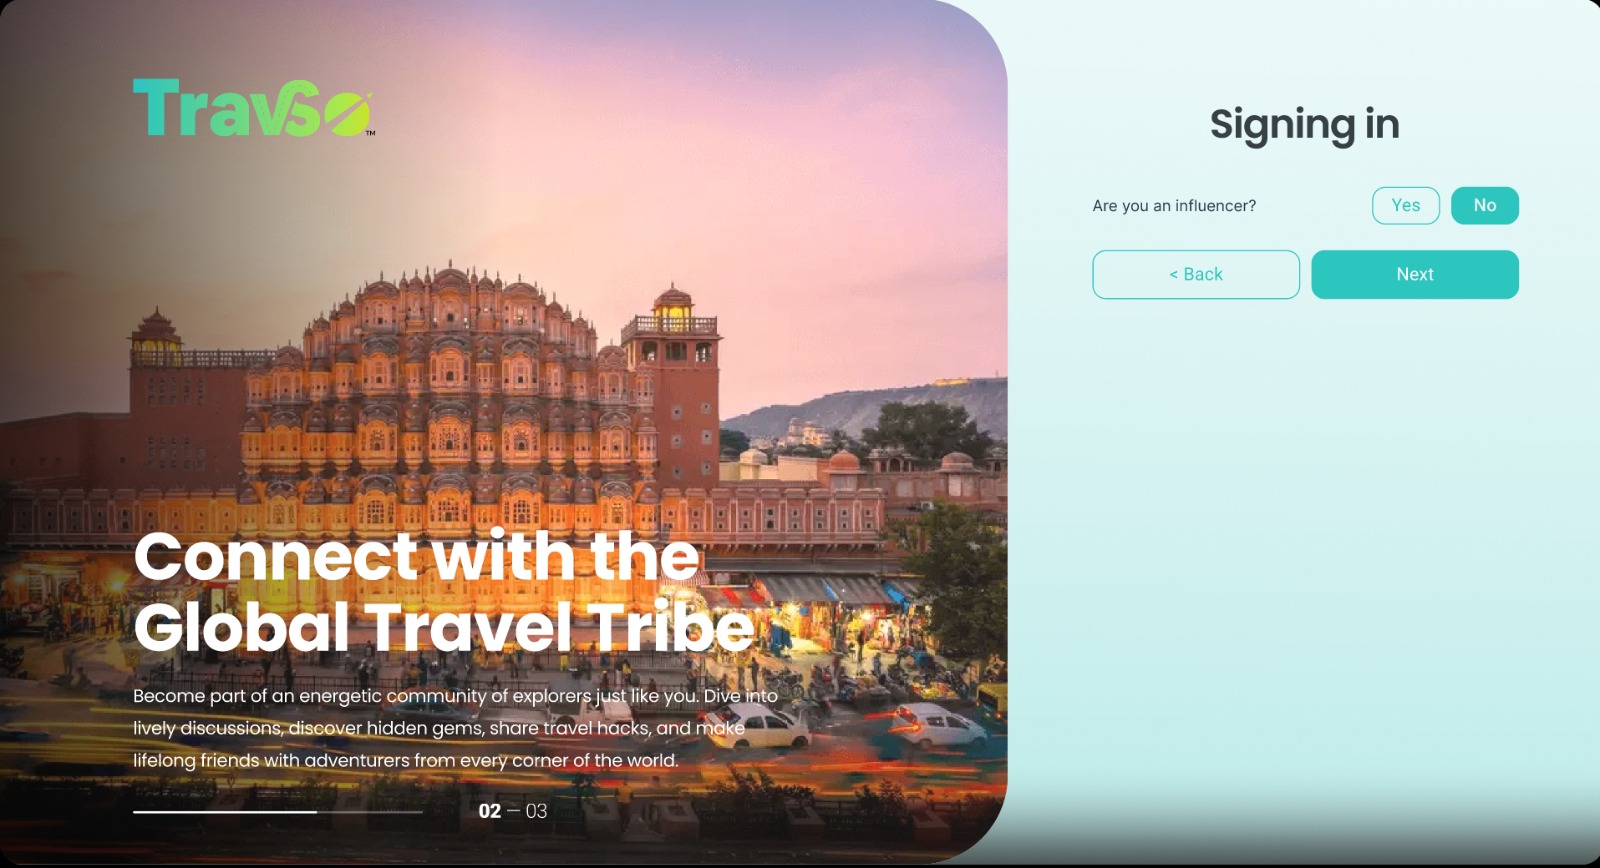 TravSo™
Connect with the
Global Travel Tribe
Become part of an energetic community of explorers just like you. Dive into
lively discussions, discover hidden gems, share travel hacks, and make
lifelong friends with adventurers from every corner of the world.
02 — 03
Signing in
Are you an influencer?
Yes
No
< Back
Next